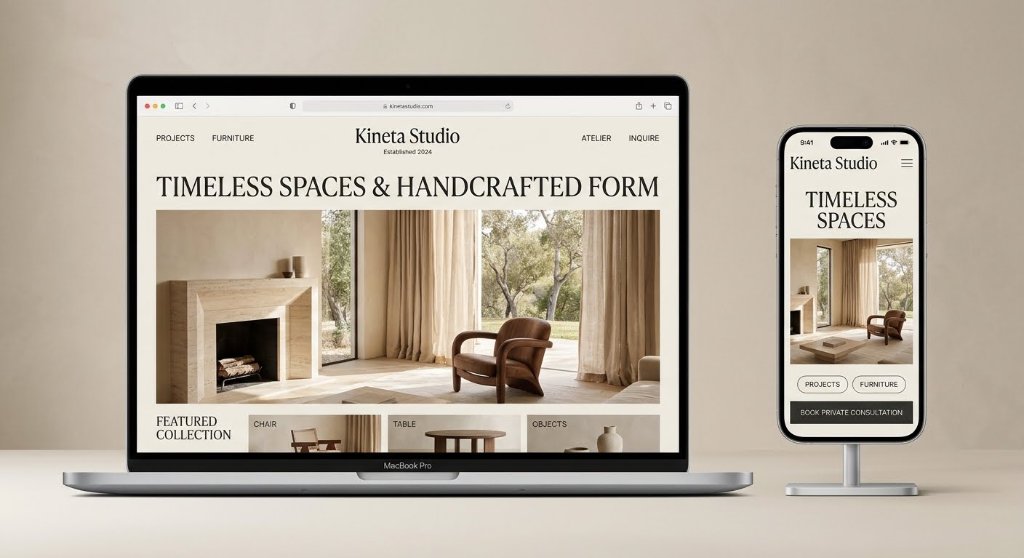 kinetastudio.com
PROJECTS FURNITURE
Kineta Studio
Established 2024
ATELIER INQUIRE
TIMELESS SPACES & HANDCRAFTED FORM
FEATURED
COLLECTION
CHAIR
TABLE
OBJECTS
MacBook Pro
9:41
Kineta Studio
TIMELESS
SPACES
PROJECTS
FURNITURE
BOOK PRIVATE CONSULTATION